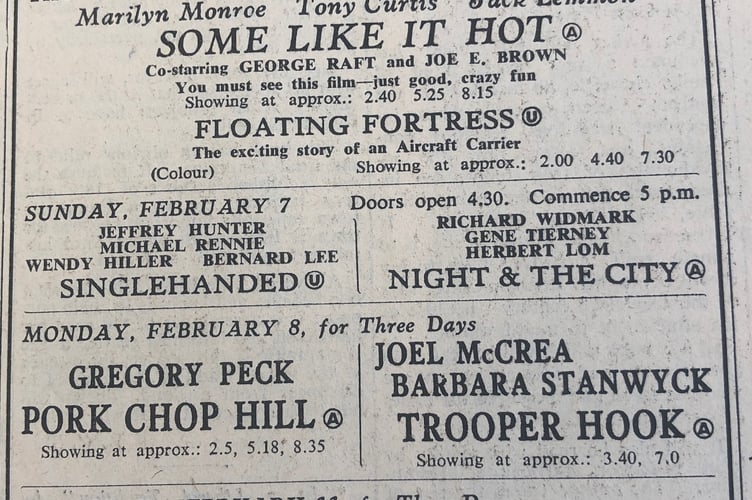 Marilyn Monroe Tony Curtis Jack Lemmon
SOME LIKE IT HOT Ⓐ
Co-starring GEORGE RAFT and JOE E. BROWN
You must see this film—just good, crazy fun
Showing at approx.: 2.40 5.25 8.15
FLOATING FORTRESS Ⓤ
The exciting story of an Aircraft Carrier
(Colour) Showing at approx.: 2.00 4.40 7.30
SUNDAY, FEBRUARY 7 Doors open 4.30. Commence 5 p.m.
JEFFREY HUNTER
MICHAEL RENNIE
WENDY HILLER BERNARD LEE
SINGLEHANDED Ⓤ
RICHARD WIDMARK
GENE TIERNEY
HERBERT LOM
NIGHT & THE CITY Ⓐ
MONDAY, FEBRUARY 8, for Three Days
GREGORY PECK
PORK CHOP HILL Ⓐ
Showing at approx.: 2.5, 5.18, 8.35
JOEL McCREA
BARBARA STANWYCK
TROOPER HOOK Ⓐ
Showing at approx.: 3.40, 7.0